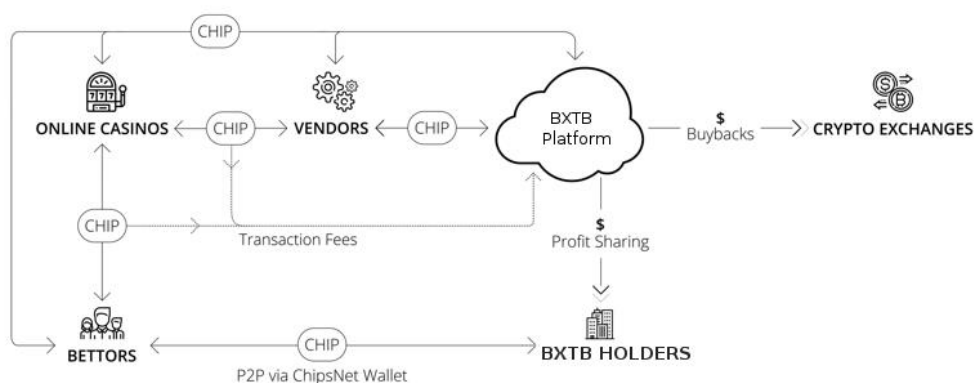 CHIP
777
ONLINE CASINOS
CHIP
VENDORS
CHIP
BXTB
Platform
$
Buybacks
$
B
CRYPTO EXCHANGES
CHIP
Transaction Fees
$
Profit Sharing
BETTORS
CHIP
P2P via ChipsNet Wallet
BXTB HOLDERS